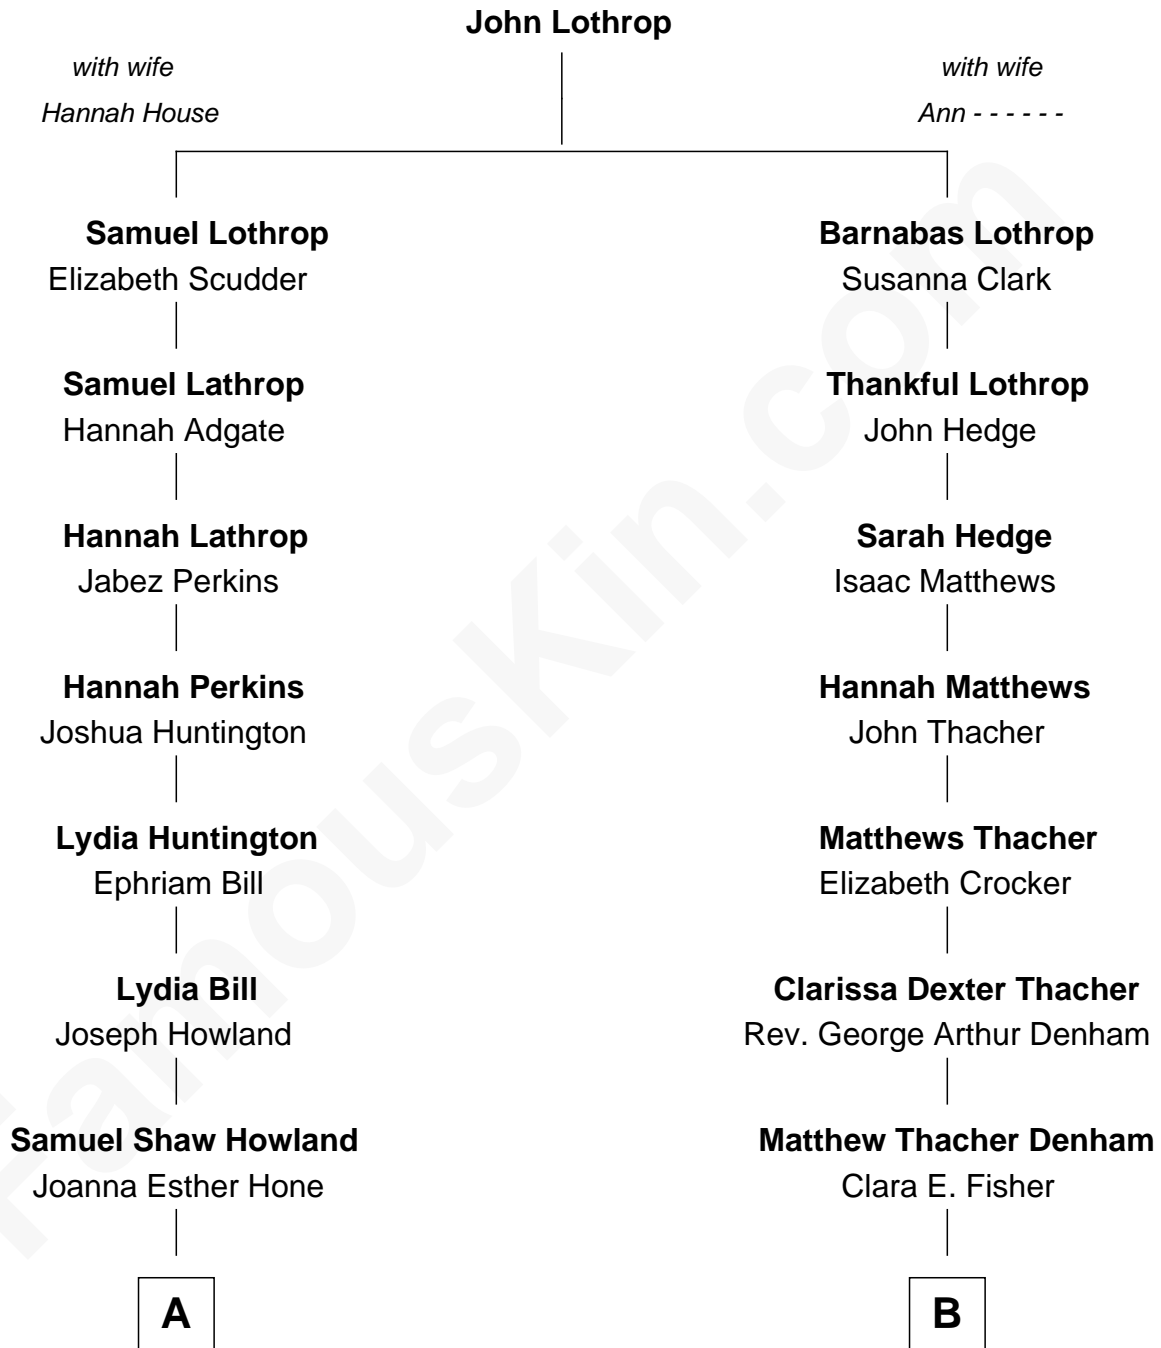 John Lothrop
with wife
Hannah House
with wife
Ann - - - - - -
Samuel Lothrop
Elizabeth Scudder
Barnabas Lothrop
Susanna Clark
Samuel Lathrop
Hannah Adgate
Thankful Lothrop
John Hedge
Hannah Lathrop
Jabez Perkins
Sarah Hedge
Isaac Matthews
Hannah Perkins
Joshua Huntington
Hannah Matthews
John Thacher
Lydia Huntington
Ephriam Bill
Matthews Thacher
Elizabeth Crocker
Lydia Bill
Joseph Howland
Clarissa Dexter Thacher
Rev. George Arthur Denham
Samuel Shaw Howland
Joanna Esther Hone
Matthew Thacher Denham
Clara E. Fisher
A
B
FamousKin.com